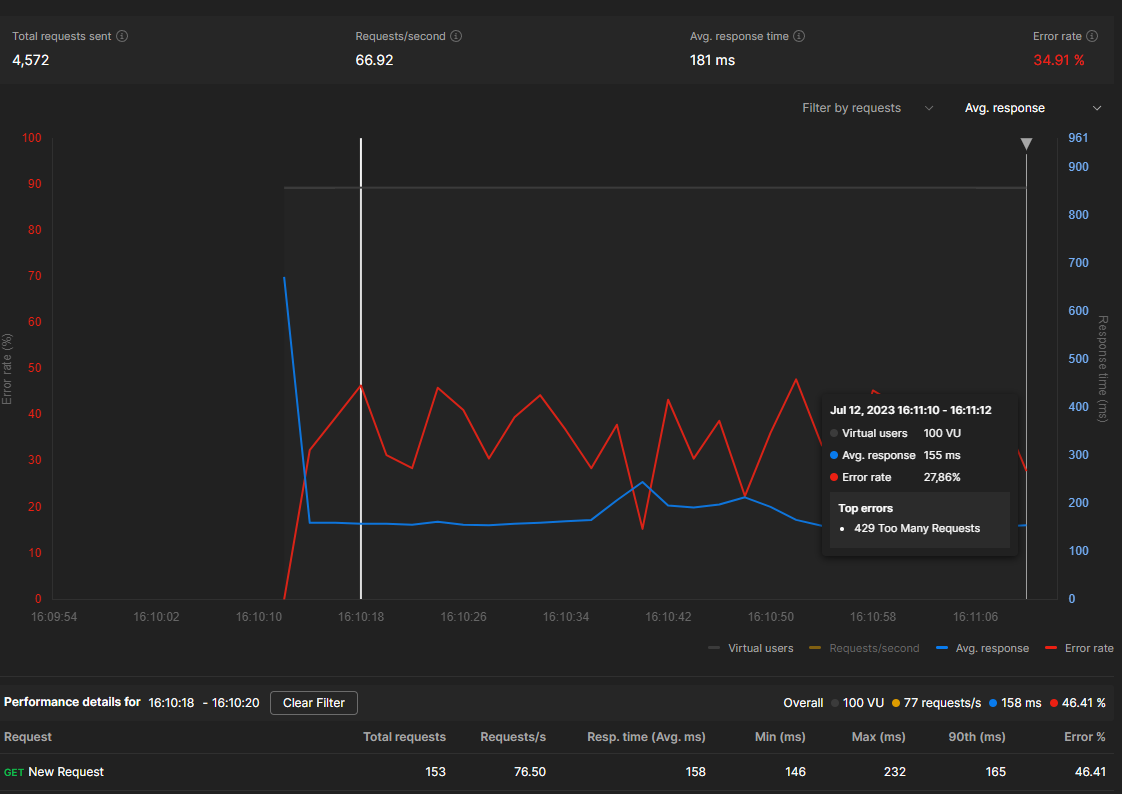 Total requests sent
Requests/second
Avg. response time
Error rate
4,572
66.92
181 ms
34.91 %
Filter by requests
Avg. response
100
90
80
70
60
50
40
30
20
10
0
Error rate (%)
961
900
800
700
600
500
400
300
200
100
0
Response time (ms)
Jul 12, 2023 16:11:10 - 16:11:12
Virtual users 100 VU
Avg. response 155 ms
Error rate 27,86%
Top errors
• 429 Too Many Requests
16:09:54 16:10:02 16:10:10 16:10:18 16:10:26 16:10:34 16:10:42 16:10:50 16:10:58 16:11:06
Virtual users Requests/second Avg. response Error rate
Performance details for 16:10:18 - 16:10:20 Clear Filter Overall 100 VU 77 requests/s 158 ms 46.41 %
Request Total requests Requests/s Resp. time (Avg. ms) Min (ms) Max (ms) 90th (ms) Error %
GET New Request 153 76.50 158 146 232 165 46.41